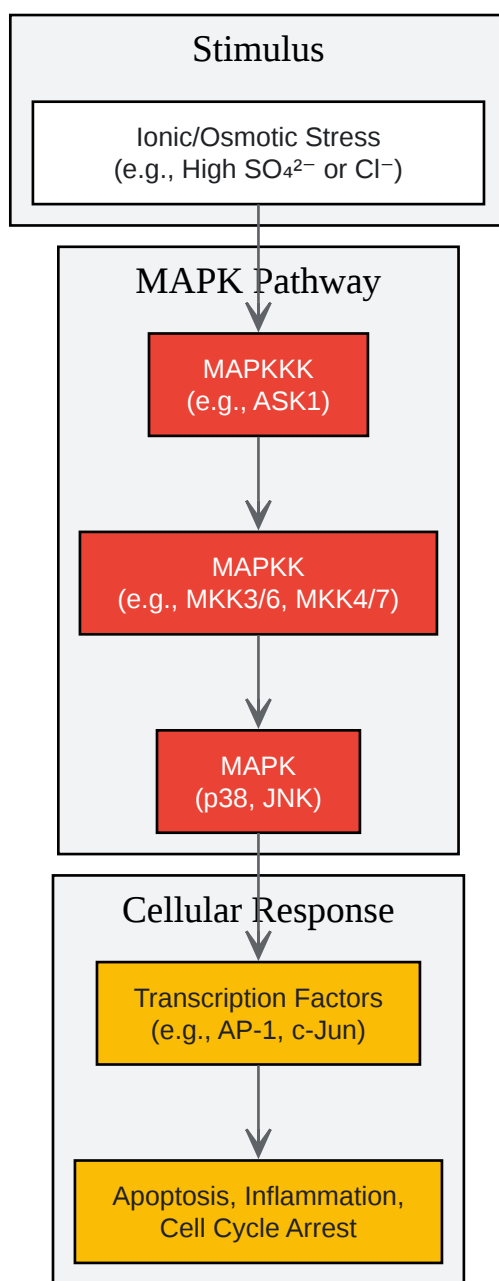 Stimulus
Ionic/Osmotic Stress
(e.g., High SO₄²⁻ or Cl⁻)
MAPK Pathway
MAPKKK
(e.g., ASK1)
MAPKK
(e.g., MKK3/6, MKK4/7)
MAPK
(p38, JNK)
Cellular Response
Transcription Factors
(e.g., AP-1, c-Jun)
Apoptosis, Inflammation,
Cell Cycle Arrest